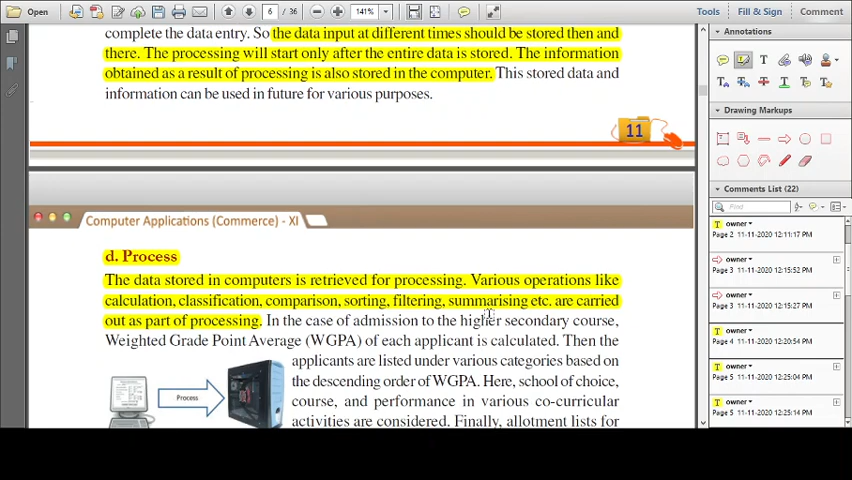 Open
6
/ 36
141%
Tools
Fill & Sign
Comment
complete the data entry. So the data input at different times should be stored then and
there. The processing will start only after the entire data is stored. The information
obtained as a result of processing is also stored in the computer. This stored data and
information can be used in future for various purposes.
11
Computer Applications (Commerce) - XI
d. Process
The data stored in computers is retrieved for processing. Various operations like
calculation, classification, comparison, sorting, filtering, summarising etc. are carried
out as part of processing. In the case of admission to the higher secondary course,
Weighted Grade Point Average (WGPA) of each applicant is calculated. Then the
applicants are listed under various categories based on
the descending order of WGPA. Here, school of choice,
course, and performance in various co-curricular
activities are considered. Finally, allotment lists for
Process
Annotations
Drawing Markups
Comments List (22)
Find
owner
Page 2 11-11-2020 12:11:17 PM
owner
Page 3 11-11-2020 12:15:52 PM
owner
Page 3 11-11-2020 12:15:27 PM
owner
Page 4 11-11-2020 12:20:54 PM
owner
Page 5 11-11-2020 12:25:04 PM
owner
Page 5 11-11-2020 12:25:14 PM